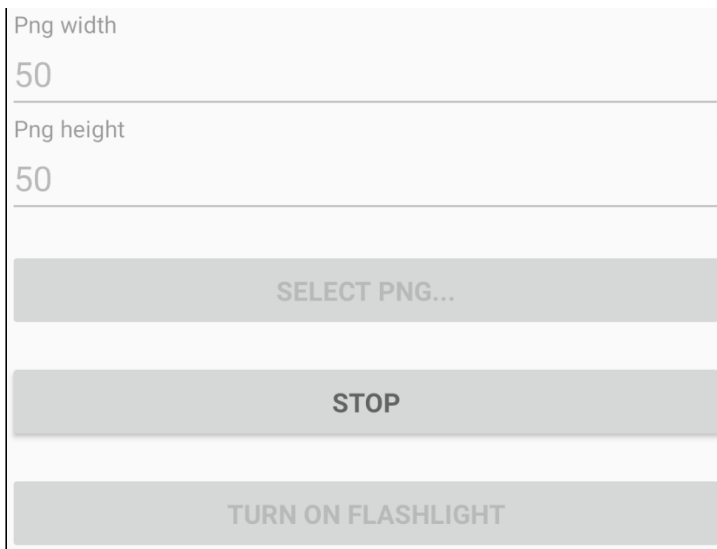 Png width
50
Png height
50
SELECT PNG...
STOP
TURN ON FLASHLIGHT